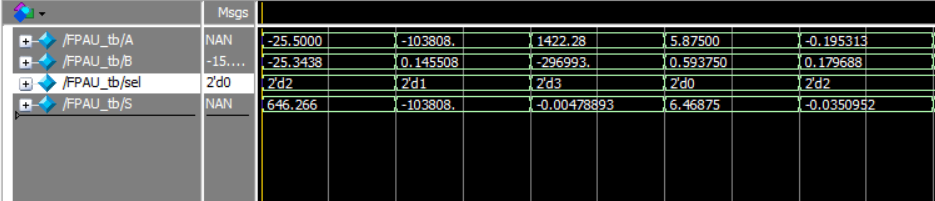 Msgs
/FPAU_tb/A NAN -25.5000 -103808. 1422.28 5.87500 -0.195313
/FPAU_tb/B -15.... -25.3438 0.145508 -296993. 0.593750 0.179688
/FPAU_tb/sel 2'd0 2'd2 2'd1 2'd3 2'd0 2'd2
/FPAU_tb/S NAN 646.266 -103808. -0.00478893 6.46875 -0.0350952